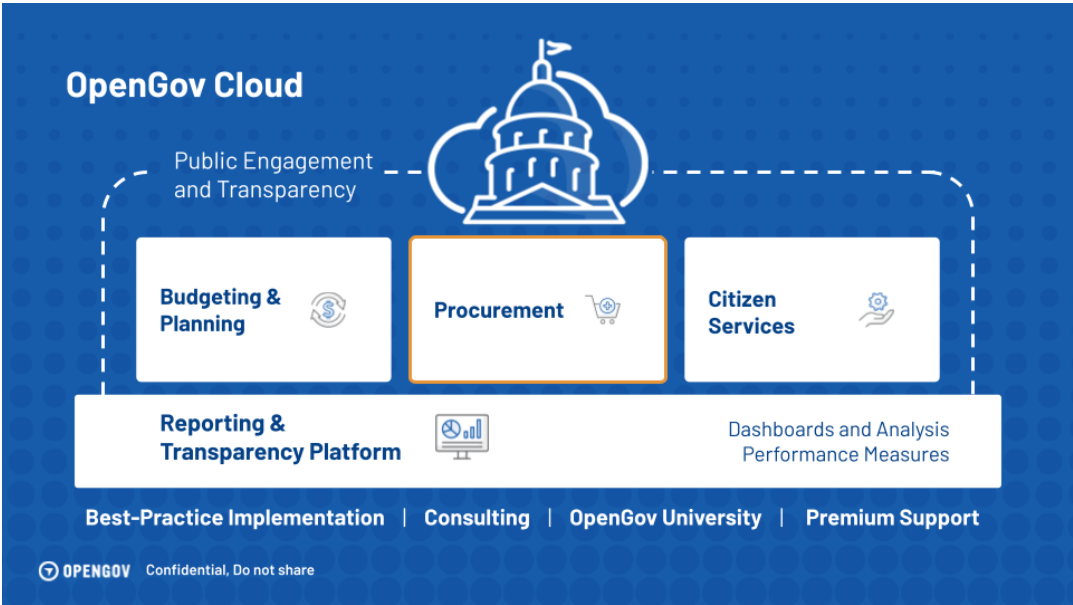 OpenGov Cloud
Public Engagement
and Transparency
Budgeting &
Planning
$
Procurement
Citizen
Services
Reporting &
Transparency Platform
Dashboards and Analysis
Performance Measures
Best-Practice Implementation | Consulting | OpenGov University | Premium Support
OPENGOV Confidential, Do not share